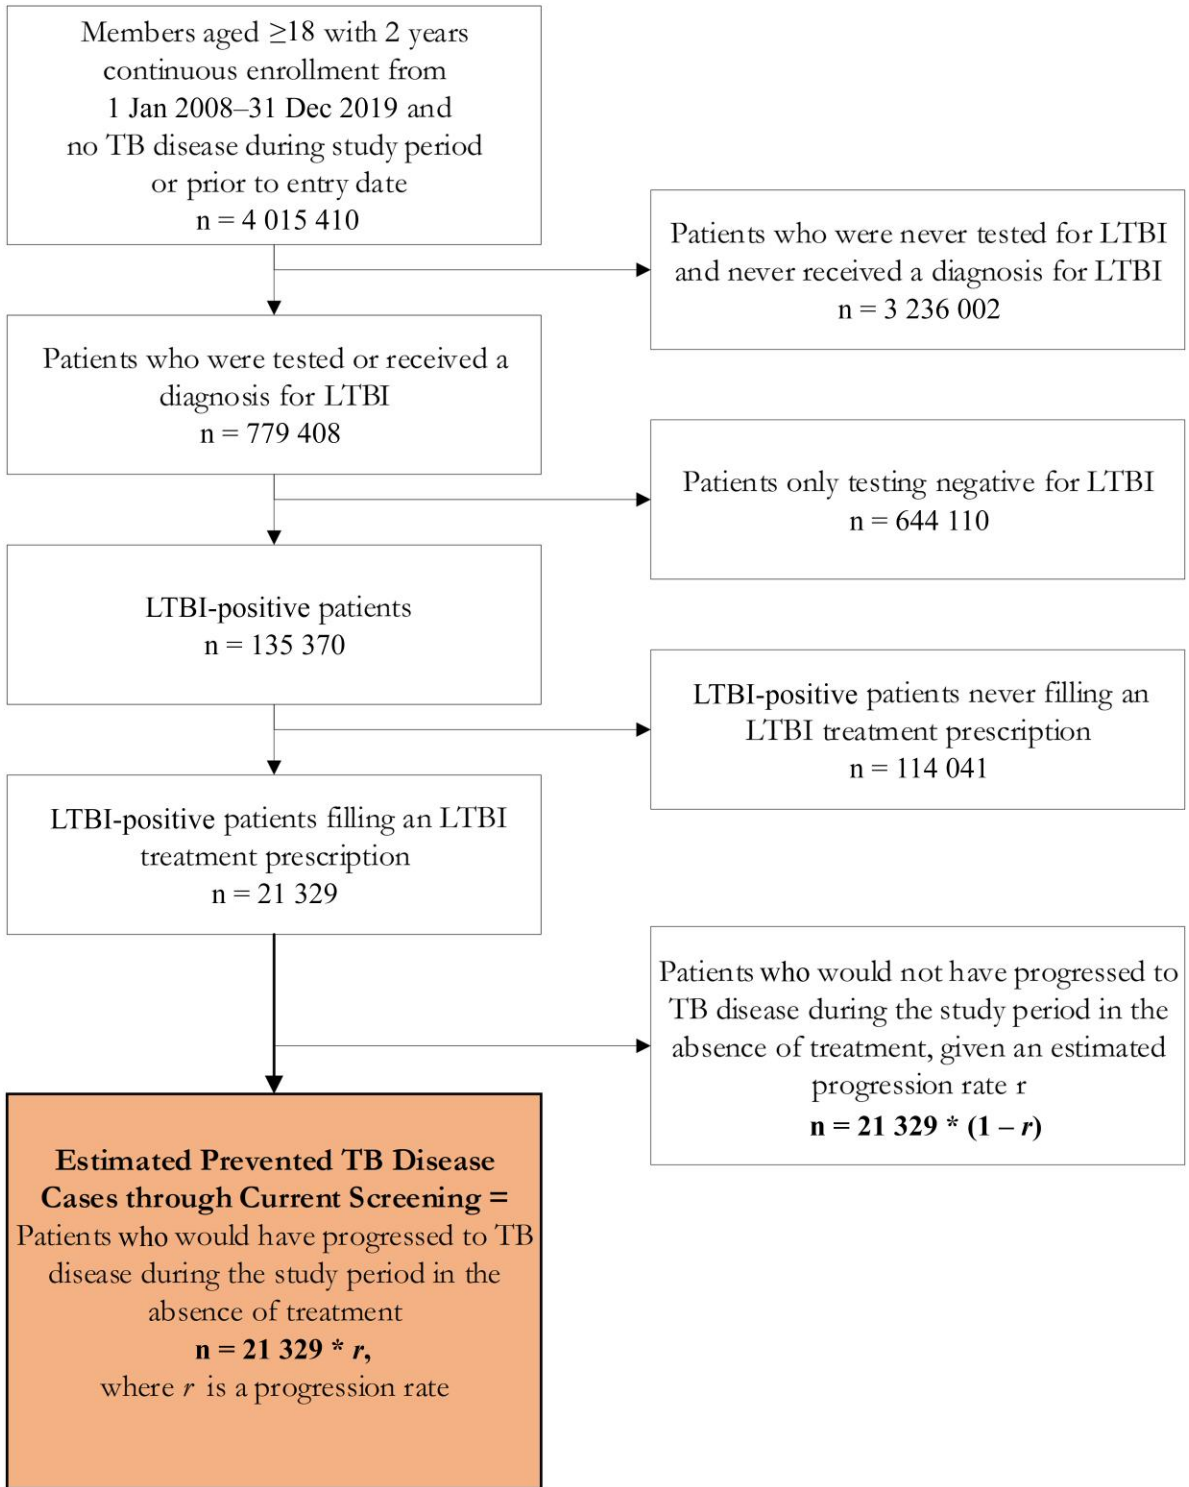 Members aged ≥18 with 2 years
continuous enrollment from
1 Jan 2008–31 Dec 2019 and
no TB disease during study period
or prior to entry date
n = 4 015 410
Patients who were never tested for LTBI
and never received a diagnosis for LTBI
n = 3 236 002
Patients who were tested or received a
diagnosis for LTBI
n = 779 408
Patients only testing negative for LTBI
n = 644 110
LTBI-positive patients
n = 135 370
LTBI-positive patients never filling an
LTBI treatment prescription
n = 114 041
LTBI-positive patients filling an LTBI
treatment prescription
n = 21 329
Patients who would not have progressed to
TB disease during the study period in the
absence of treatment, given an estimated
progression rate r
n = 21 329 * (1 – r)
Estimated Prevented TB Disease
Cases through Current Screening =
Patients who would have progressed to TB
disease during the study period in the
absence of treatment
n = 21 329 * r,
where r is a progression rate